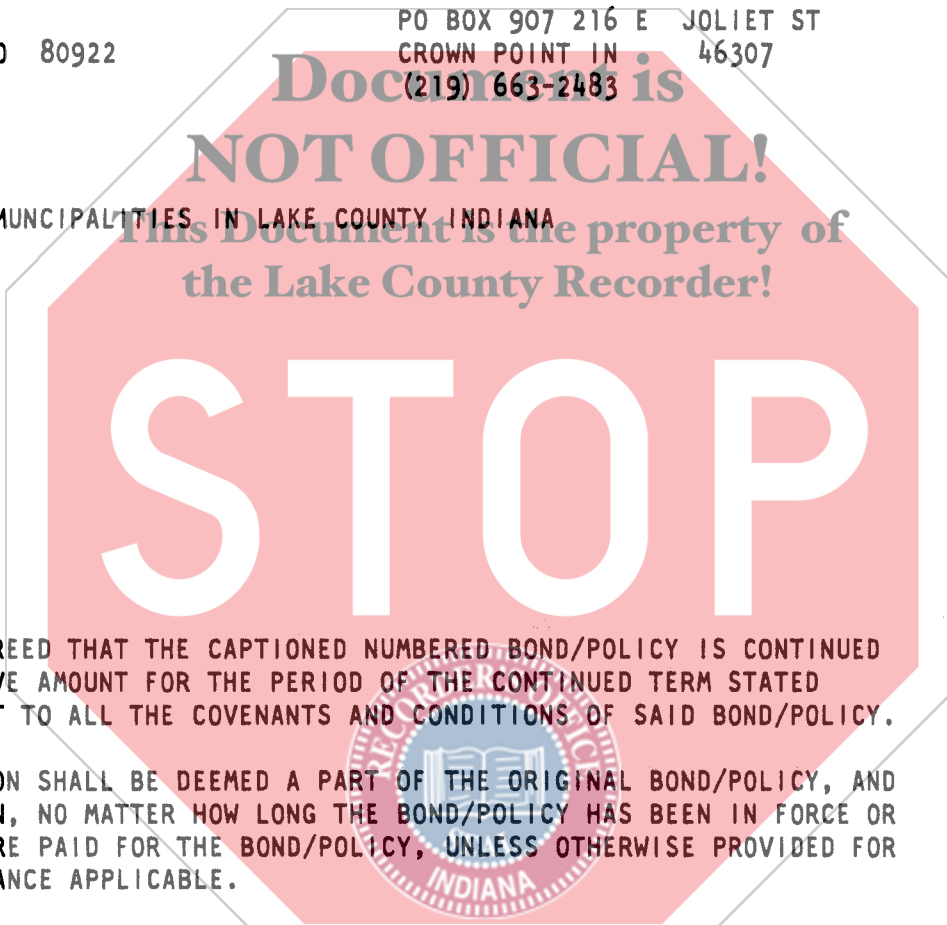 PO BOX 907 216 E JOLIET ST
80922 CROWN POINT IN 46307
(219) 663-2483
Document is
NOT OFFICIAL!
MUNCIPALITIES IN LAKE COUNTY INDIANA
This Document is the property of
the Lake County Recorder!
STOP
REED THAT THE CAPTIONED NUMBERED BOND/POLICY IS CONTINUED
VE AMOUNT FOR THE PERIOD OF THE CONTINUED TERM STATED
T TO ALL THE COVENANTS AND CONDITIONS OF SAID BOND/POLICY.
ON SHALL BE DEEMED A PART OF THE ORIGINAL BOND/POLICY, AND
N, NO MATTER HOW LONG THE BOND/POLICY HAS BEEN IN FORCE OR
RE PAID FOR THE BOND/POLICY, UNLESS OTHERWISE PROVIDED FOR
ANCE APPLICABLE.
RECORDER'S OFFICE
INDIANA